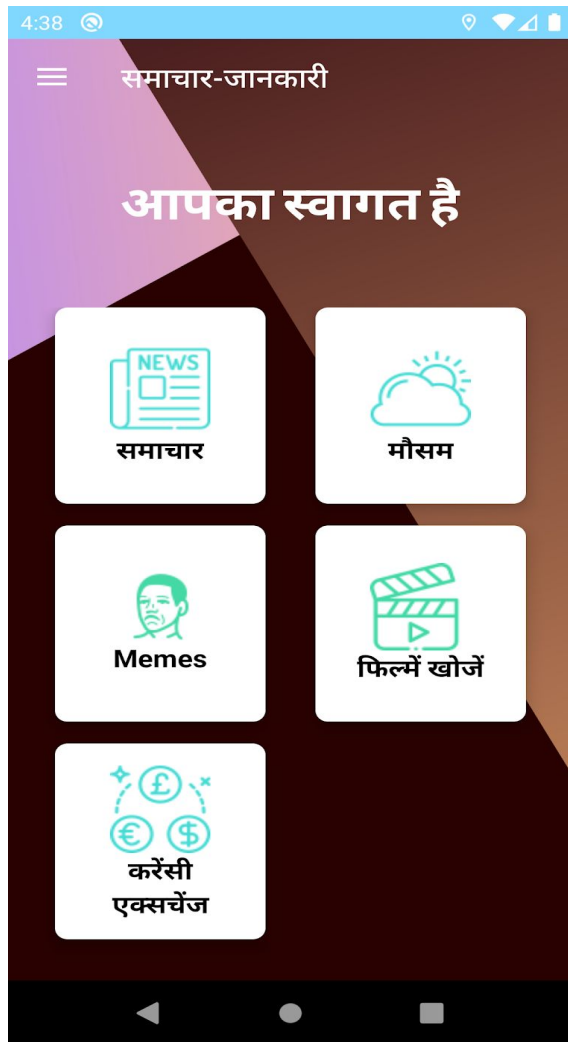 4:38
समाचार-जानकारी
आपका स्वागत है
NEWS
समाचार
मौसम
Memes
फिल्में खोजें
£
€ $
करेंसी
एक्सचेंज